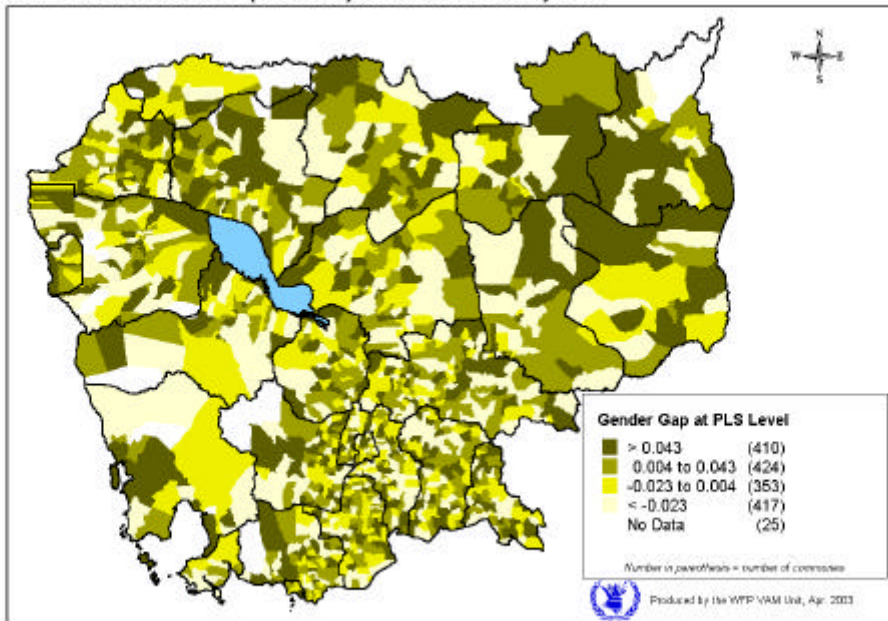 N
W E
S
Gender Gap at PLS Level
> 0.043 (410)
0.004 to 0.043 (424)
-0.023 to 0.004 (353)
< -0.023 (417)
No Data (25)
Number in parenthesis = number of communes
Produced by the WFP VAM Unit, Apr. 2003